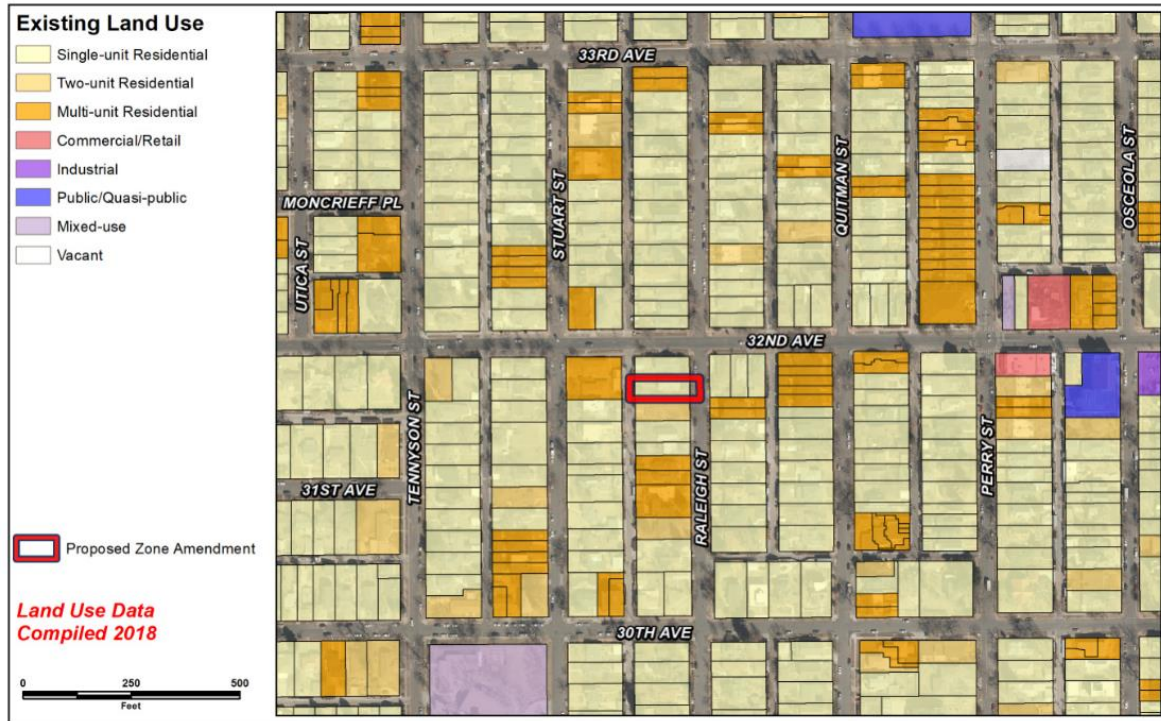 Existing Land Use
Single-unit Residential
Two-unit Residential
Multi-unit Residential
Commercial/Retail
Industrial
Public/Quasi-public
Mixed-use
Vacant
Proposed Zone Amendment
Land Use Data
Compiled 2018
0 250 500
Feet
33RD AVE
MONCRIEFF PL
UTICA ST
STUART ST
QUITMAN ST
OSCEOLA ST
32ND AVE
TENNYSON ST
RALEIGH ST
PERRY ST
31ST AVE
30TH AVE